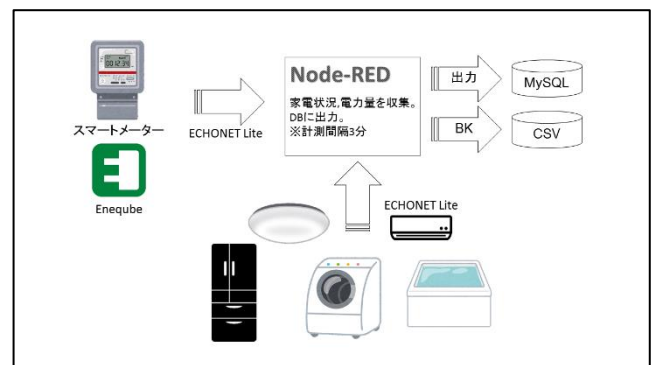 スマートメーター
Eneqube
ECHONET Lite
Node-RED
家電状況,電力量を収集。
DBに出力。
※計測間隔3分
出力
MySQL
BK
CSV
ECHONET Lite